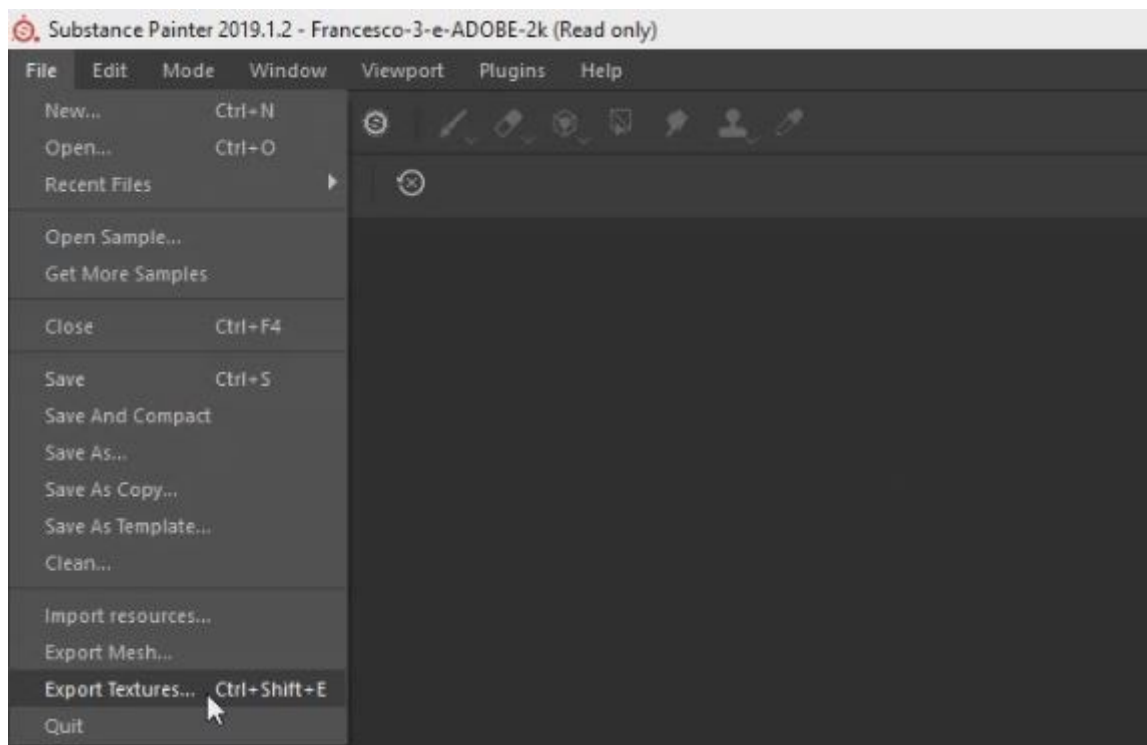 Substance Painter 2019.1.2 - Francesco-3-e-ADOBE-2k (Read only)
File Edit Mode Window Viewport Plugins Help
New... Ctrl+N
Open... Ctrl+O
Recent Files
Open Sample...
Get More Samples
Close Ctrl+F4
Save Ctrl+S
Save And Compact
Save As...
Save As Copy...
Save As Template...
Clean...
Import resources...
Export Mesh...
Export Textures... Ctrl+Shift+E
Quit